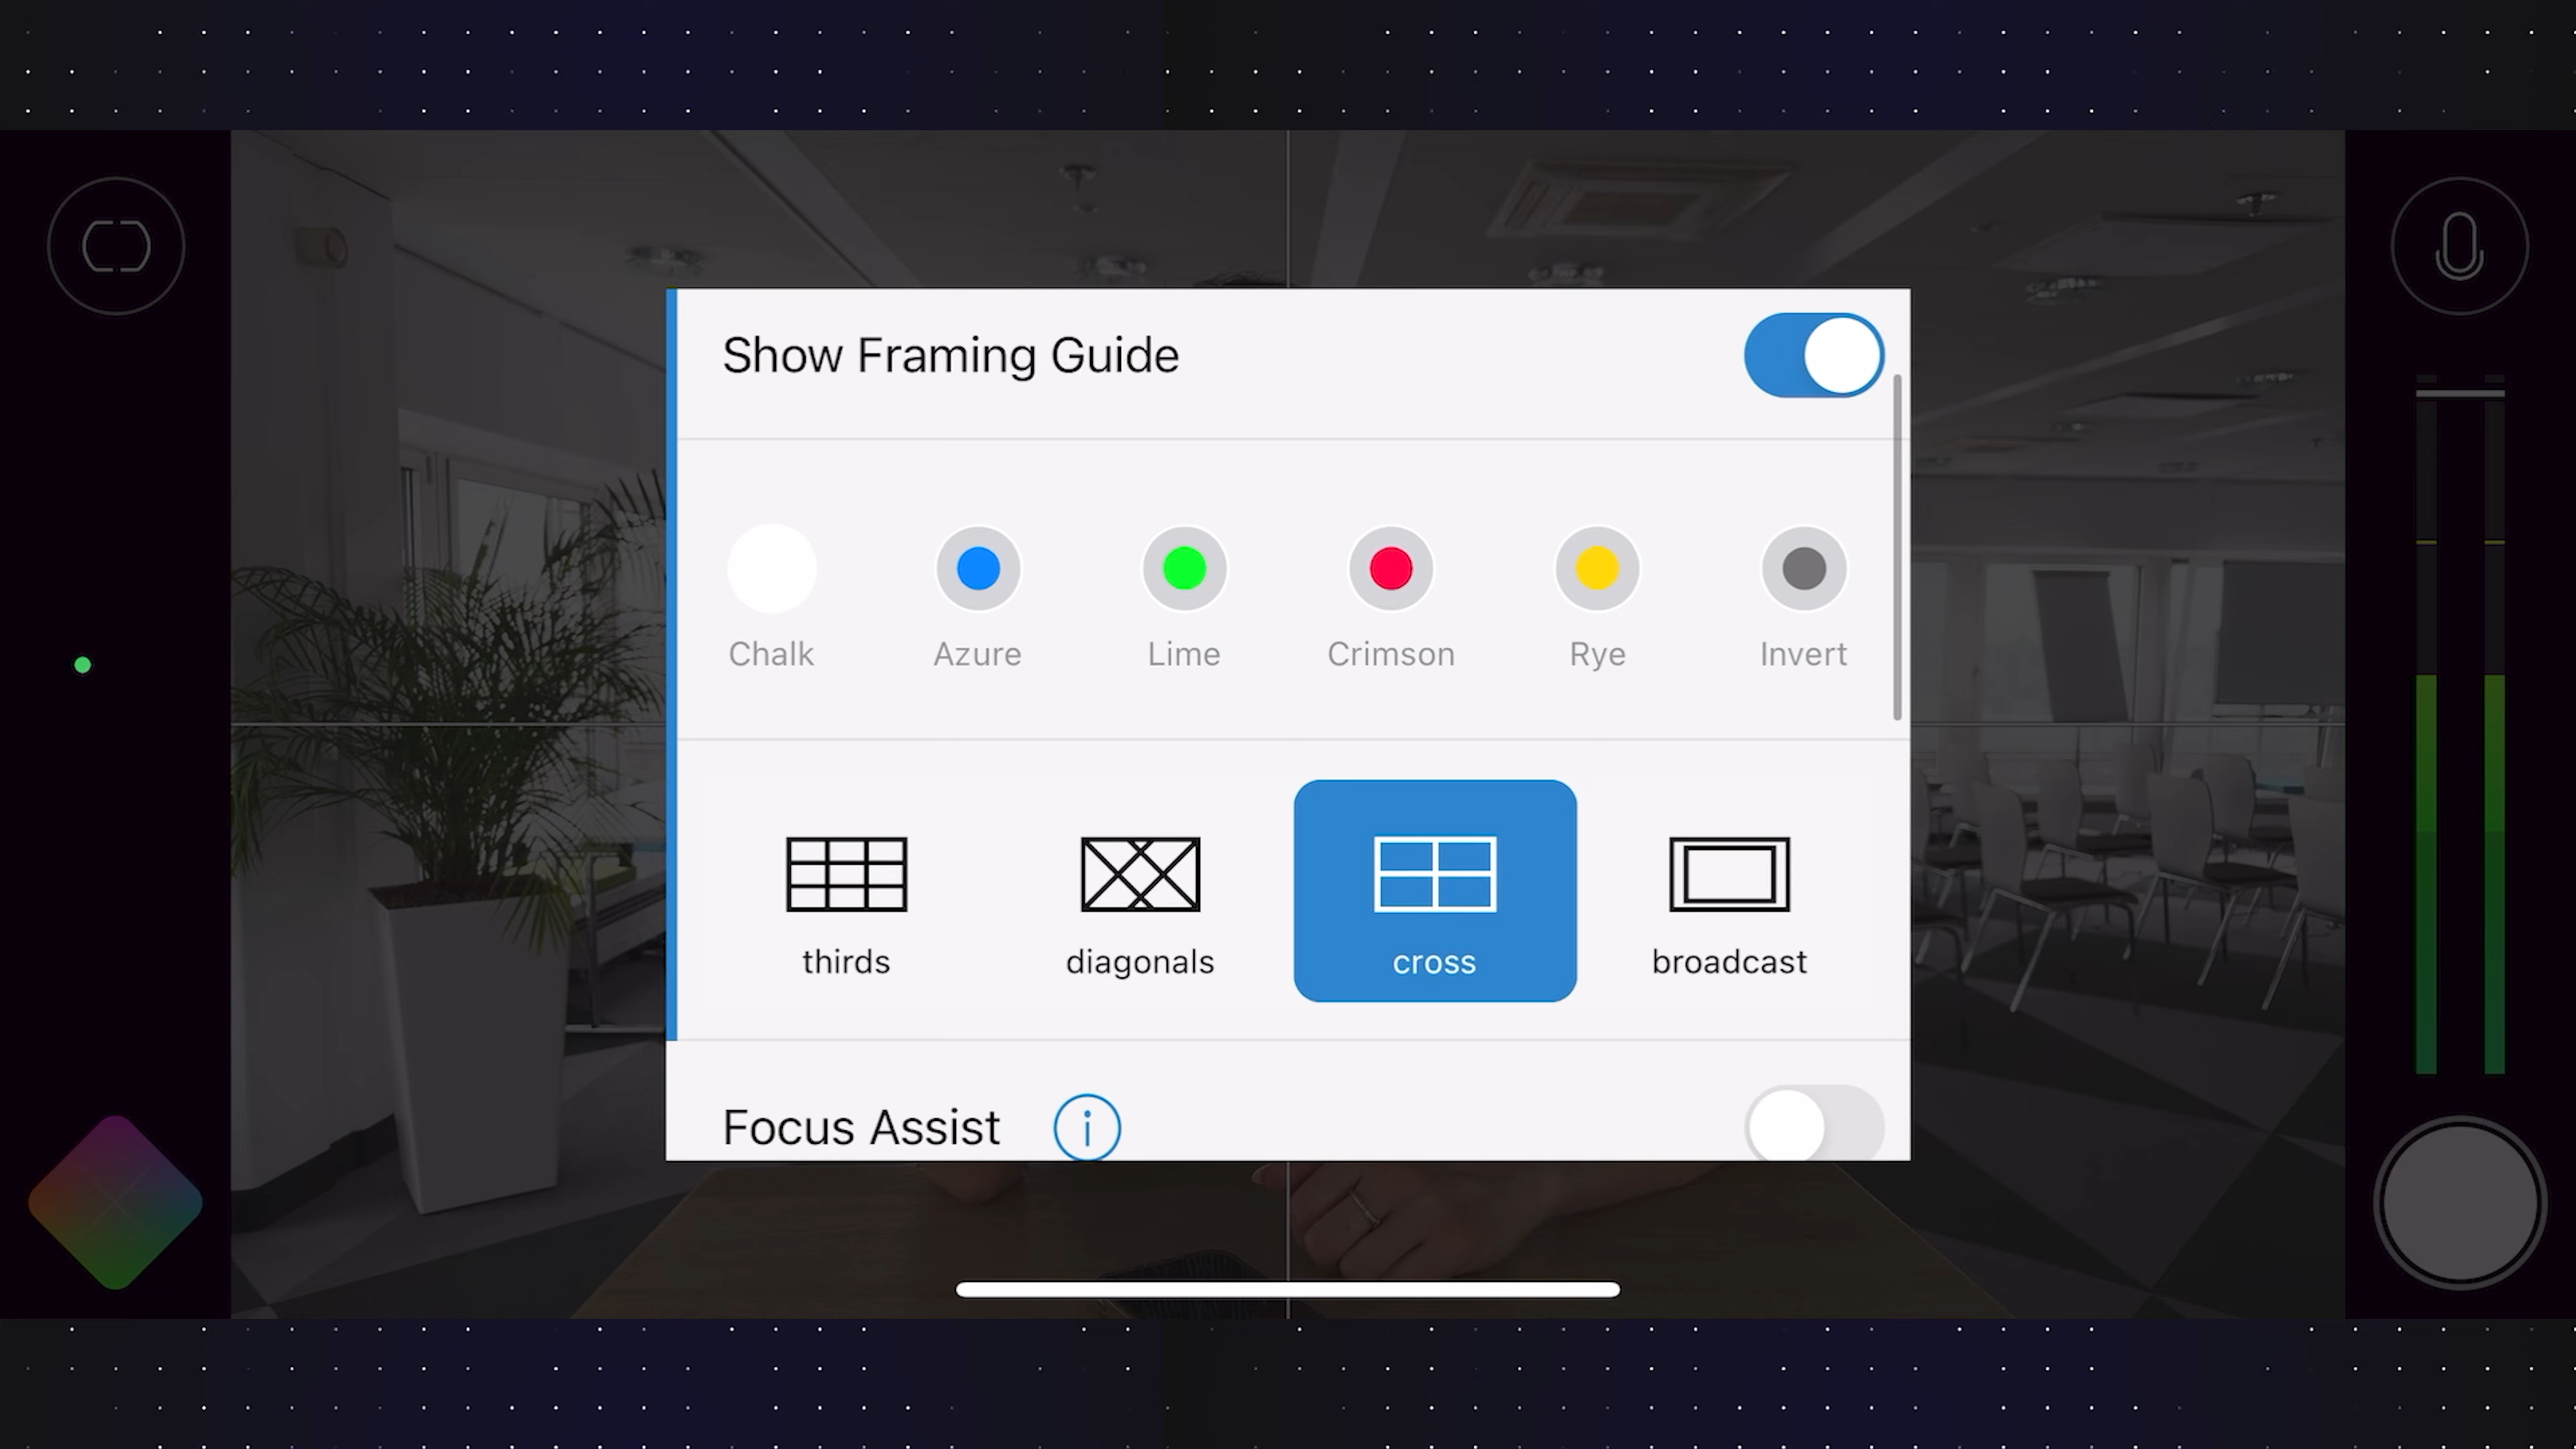 Show Framing Guide
Chalk Azure Lime Crimson Rye Invert
thirds diagonals cross broadcast
Focus Assist